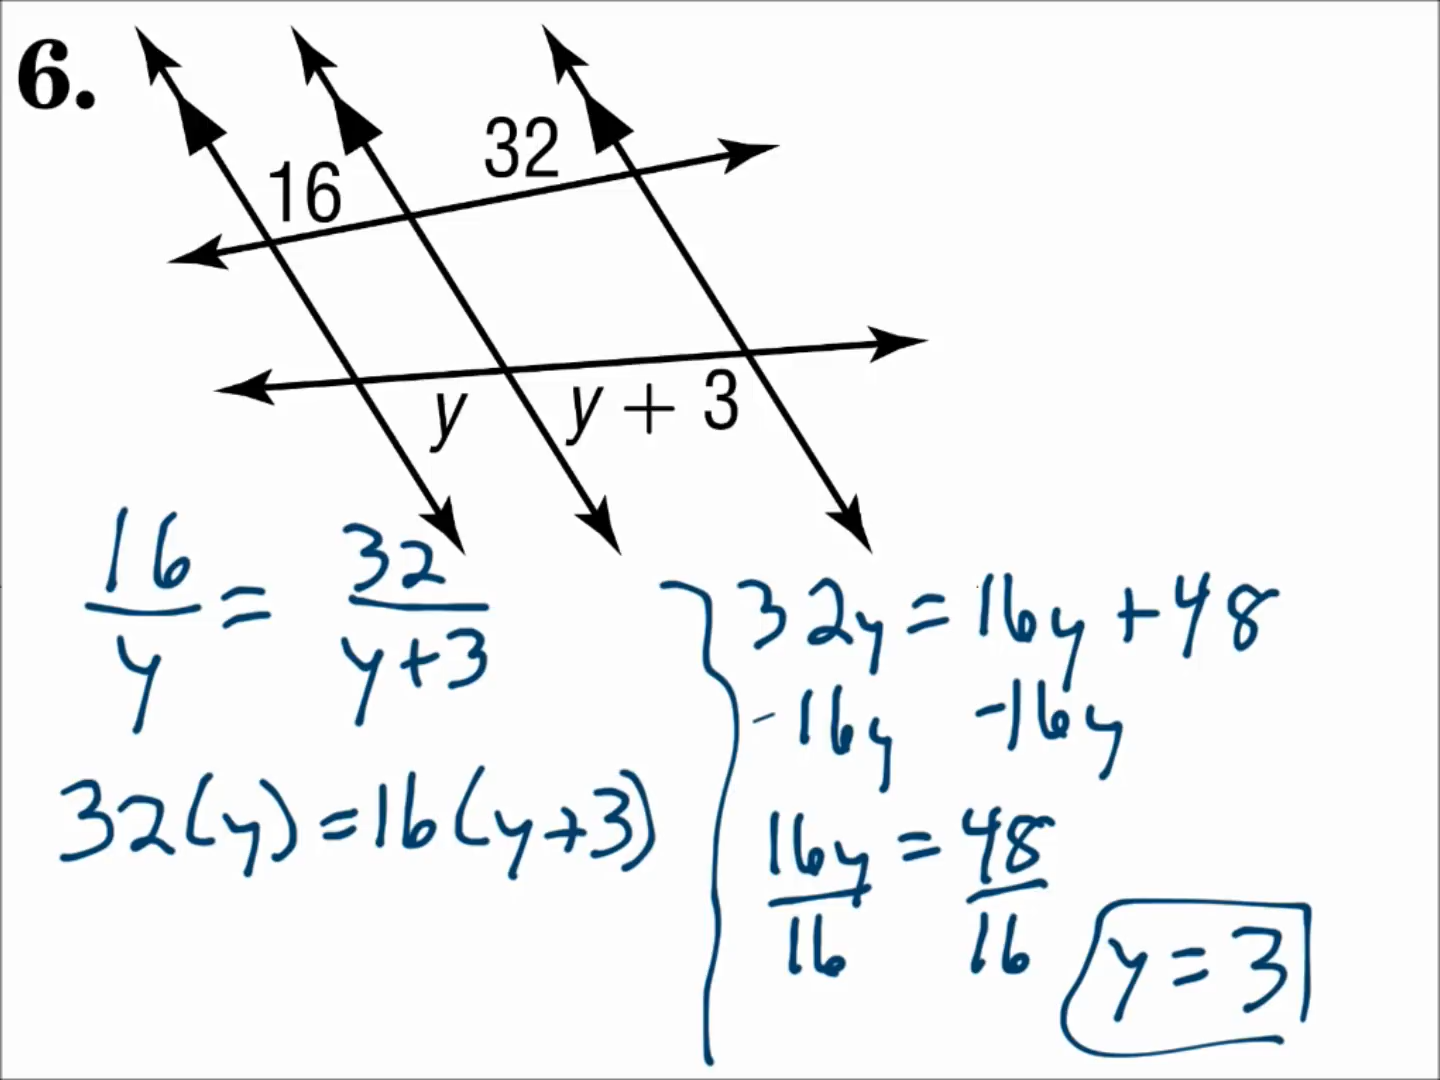 6.
16
32
y
y + 3
16/y = 32/y+3
32(y) = 16(y+3)
32y = 16y + 48
-16y -16y
16y/16 = 48/16
y = 3